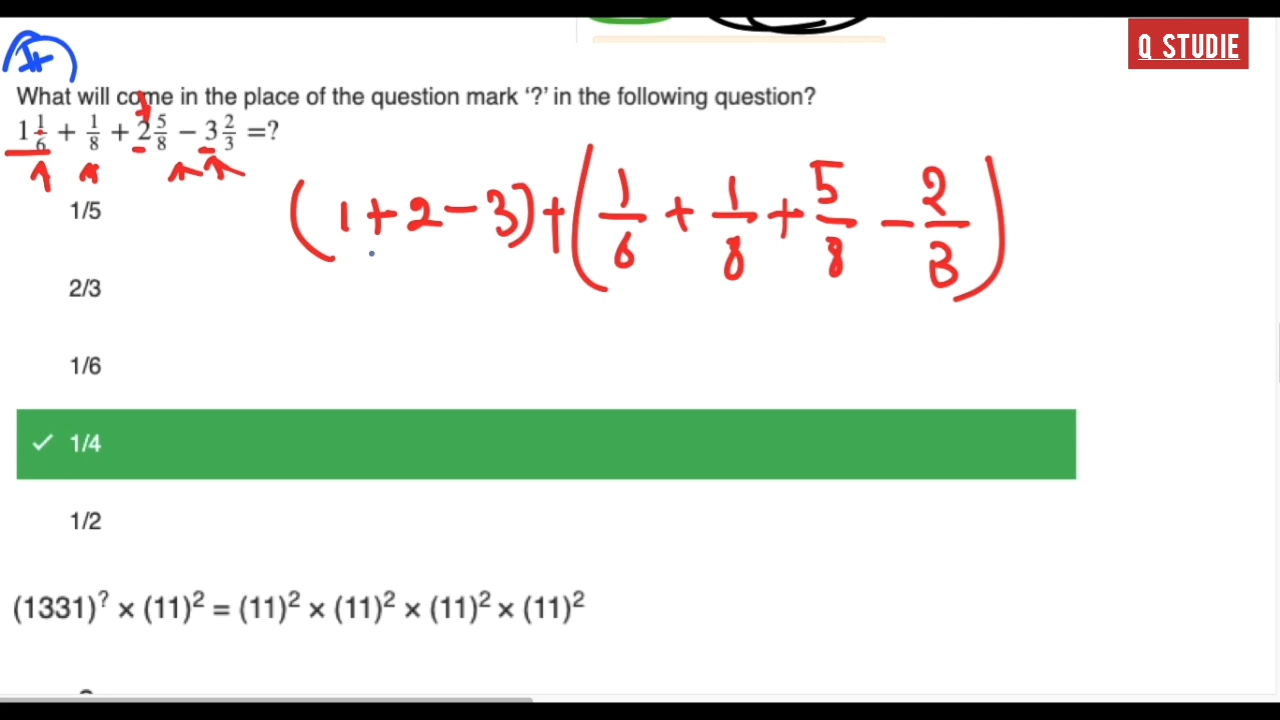 Q STUDIE
What will come in the place of the question mark ‘?’ in the following question?
1 1/6 + 1/8 + 2 5/8 − 3 2/3 =?
(1+2−3)+(1/6 + 1/8 + 5/8 − 2/3)
1/5
2/3
1/6
1/4
1/2
(1331)^? × (11)² = (11)² × (11)² × (11)² × (11)²